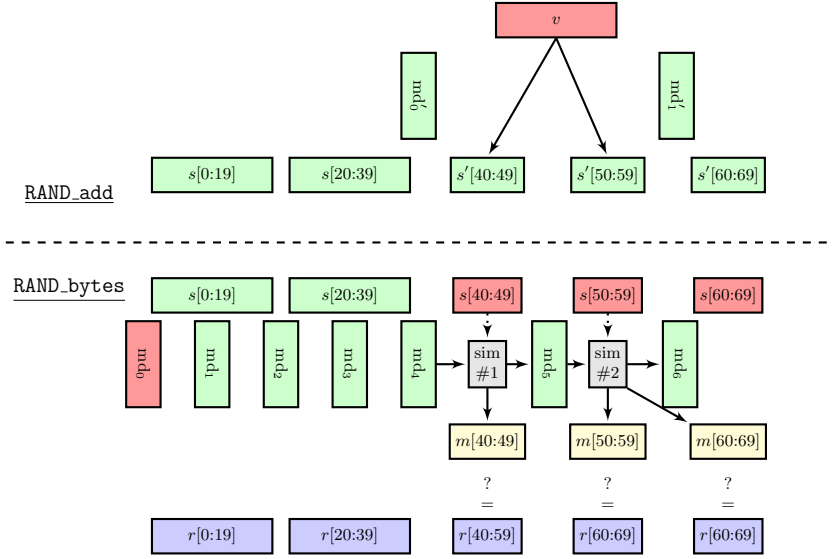 v
md′₀ md′₁
s[0:19] s[20:39] s′[40:49] s′[50:59] s′[60:69]
RAND_add
RAND_bytes
s[0:19] s[20:39] s[40:49] s[50:59] s[60:69]
md₀ md₁ md₂ md₃ md₄ sim md₅ sim md₆
#1 #2
m[40:49] m[50:59] m[60:69]
? ? ?
= = =
r[0:19] r[20:39] r[40:59] r[60:69] r[60:69]